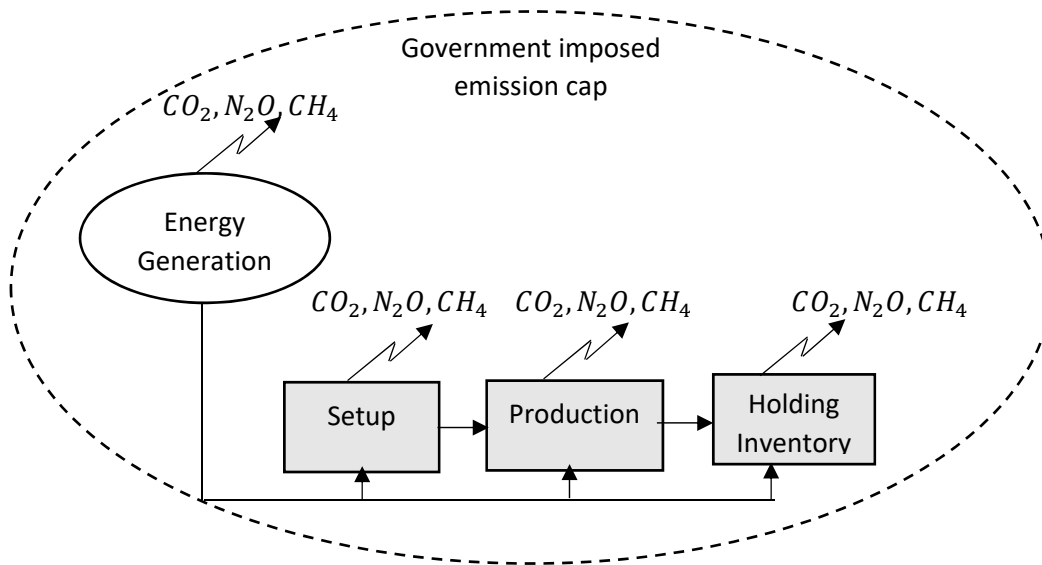 Government imposed
emission cap
CO₂, N₂O, CH₄
Energy
Generation
CO₂, N₂O, CH₄
CO₂, N₂O, CH₄
CO₂, N₂O, CH₄
Setup
Production
Holding
Inventory